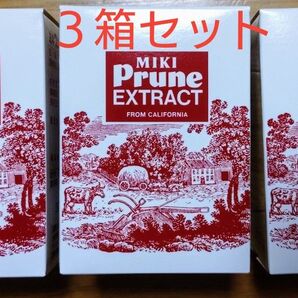 ３箱セット
MIKI
Prune
EXTRACT
FROM CALIFORNIA